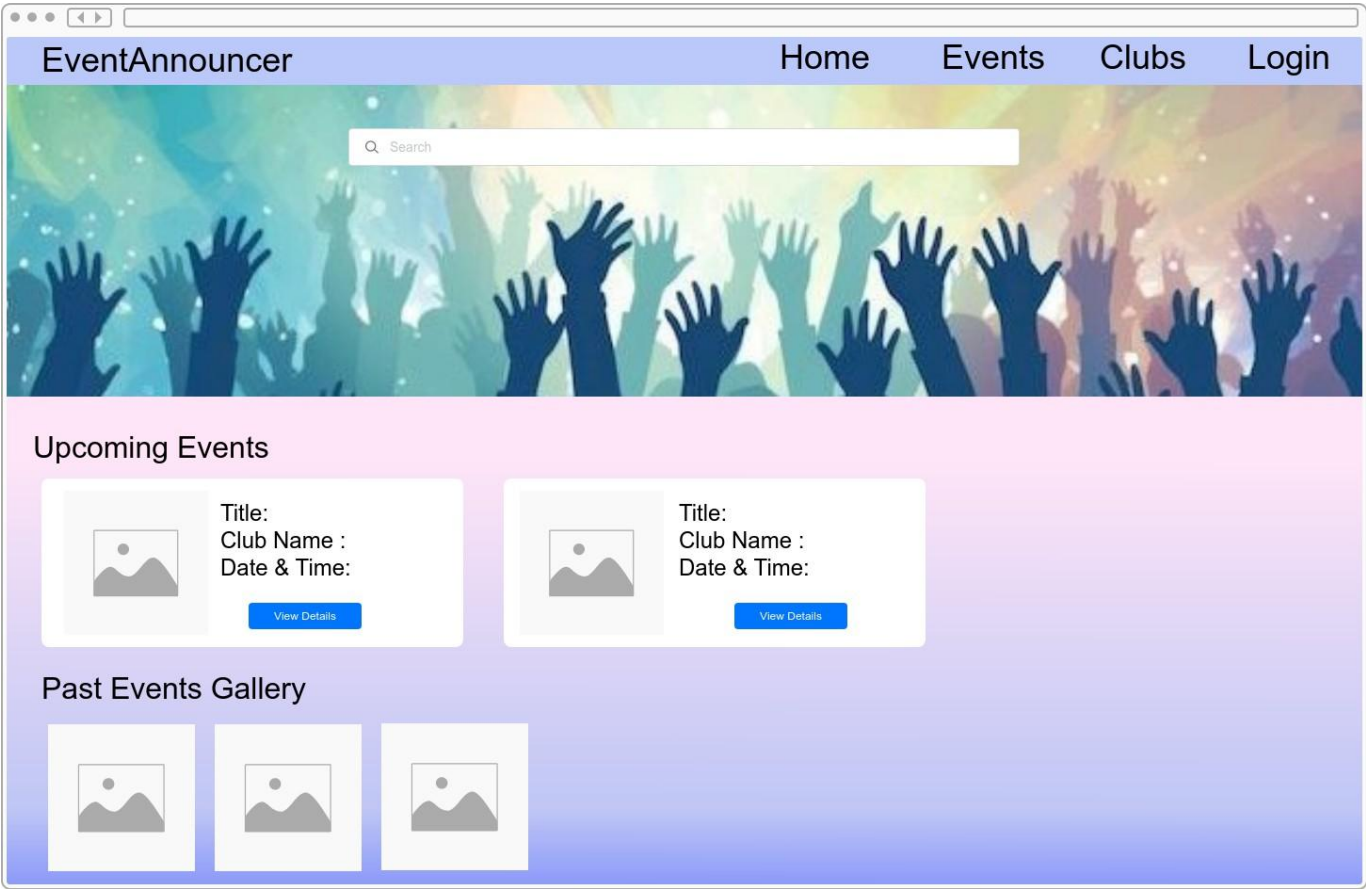 EventAnnouncer Home Events Clubs Login
Search
Upcoming Events
Title:
Club Name :
Date & Time:
View Details
Title:
Club Name :
Date & Time:
View Details
Past Events Gallery